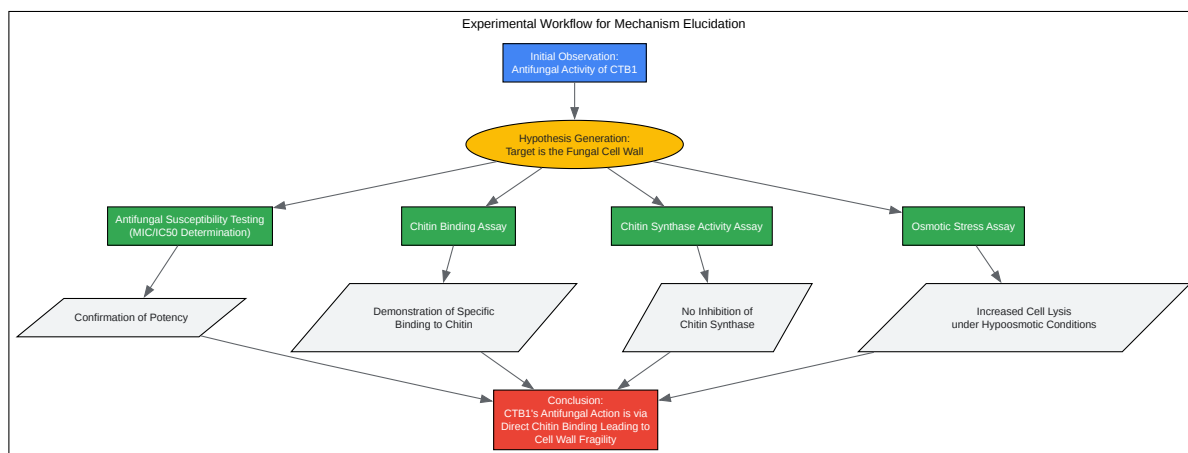 Experimental Workflow for Mechanism Elucidation
Initial Observation:
Antifungal Activity of CTB1
Hypothesis Generation:
Target is the Fungal Cell Wall
Antifungal Susceptibility Testing
(MIC/IC50 Determination)
Chitin Binding Assay
Chitin Synthase Activity Assay
Osmotic Stress Assay
Confirmation of Potency
Demonstration of Specific
Binding to Chitin
No Inhibition of
Chitin Synthase
Increased Cell Lysis
under Hypoosmotic Conditions
Conclusion:
CTB1's Antifungal Action is via
Direct Chitin Binding Leading to
Cell Wall Fragility